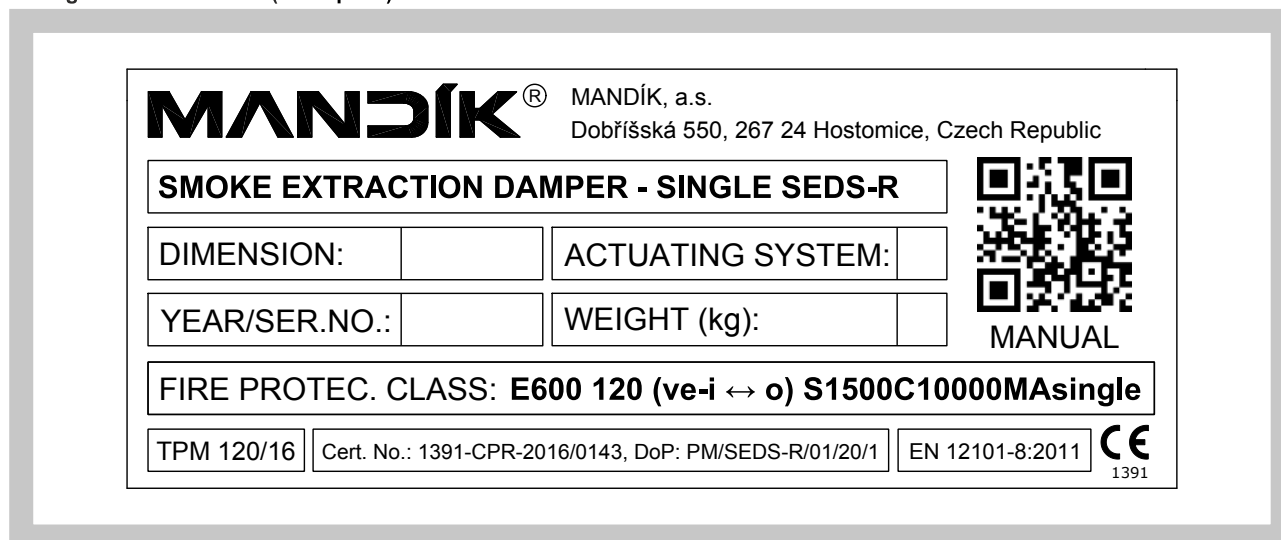 MANDÍK®
MANDÍK, a.s.
Dobříšská 550, 267 24 Hostomice, Czech Republic
SMOKE EXTRACTION DAMPER - SINGLE SEDS-R
DIMENSION:
ACTUATING SYSTEM:
YEAR/SER.NO.:
WEIGHT (kg):
MANUAL
FIRE PROTEC. CLASS: E600 120 (ve-i ↔ o) S1500C10000MAsingle
TPM 120/16
Cert. No.: 1391-CPR-2016/0143, DoP: PM/SEDS-R/01/20/1
EN 12101-8:2011
CE
1391